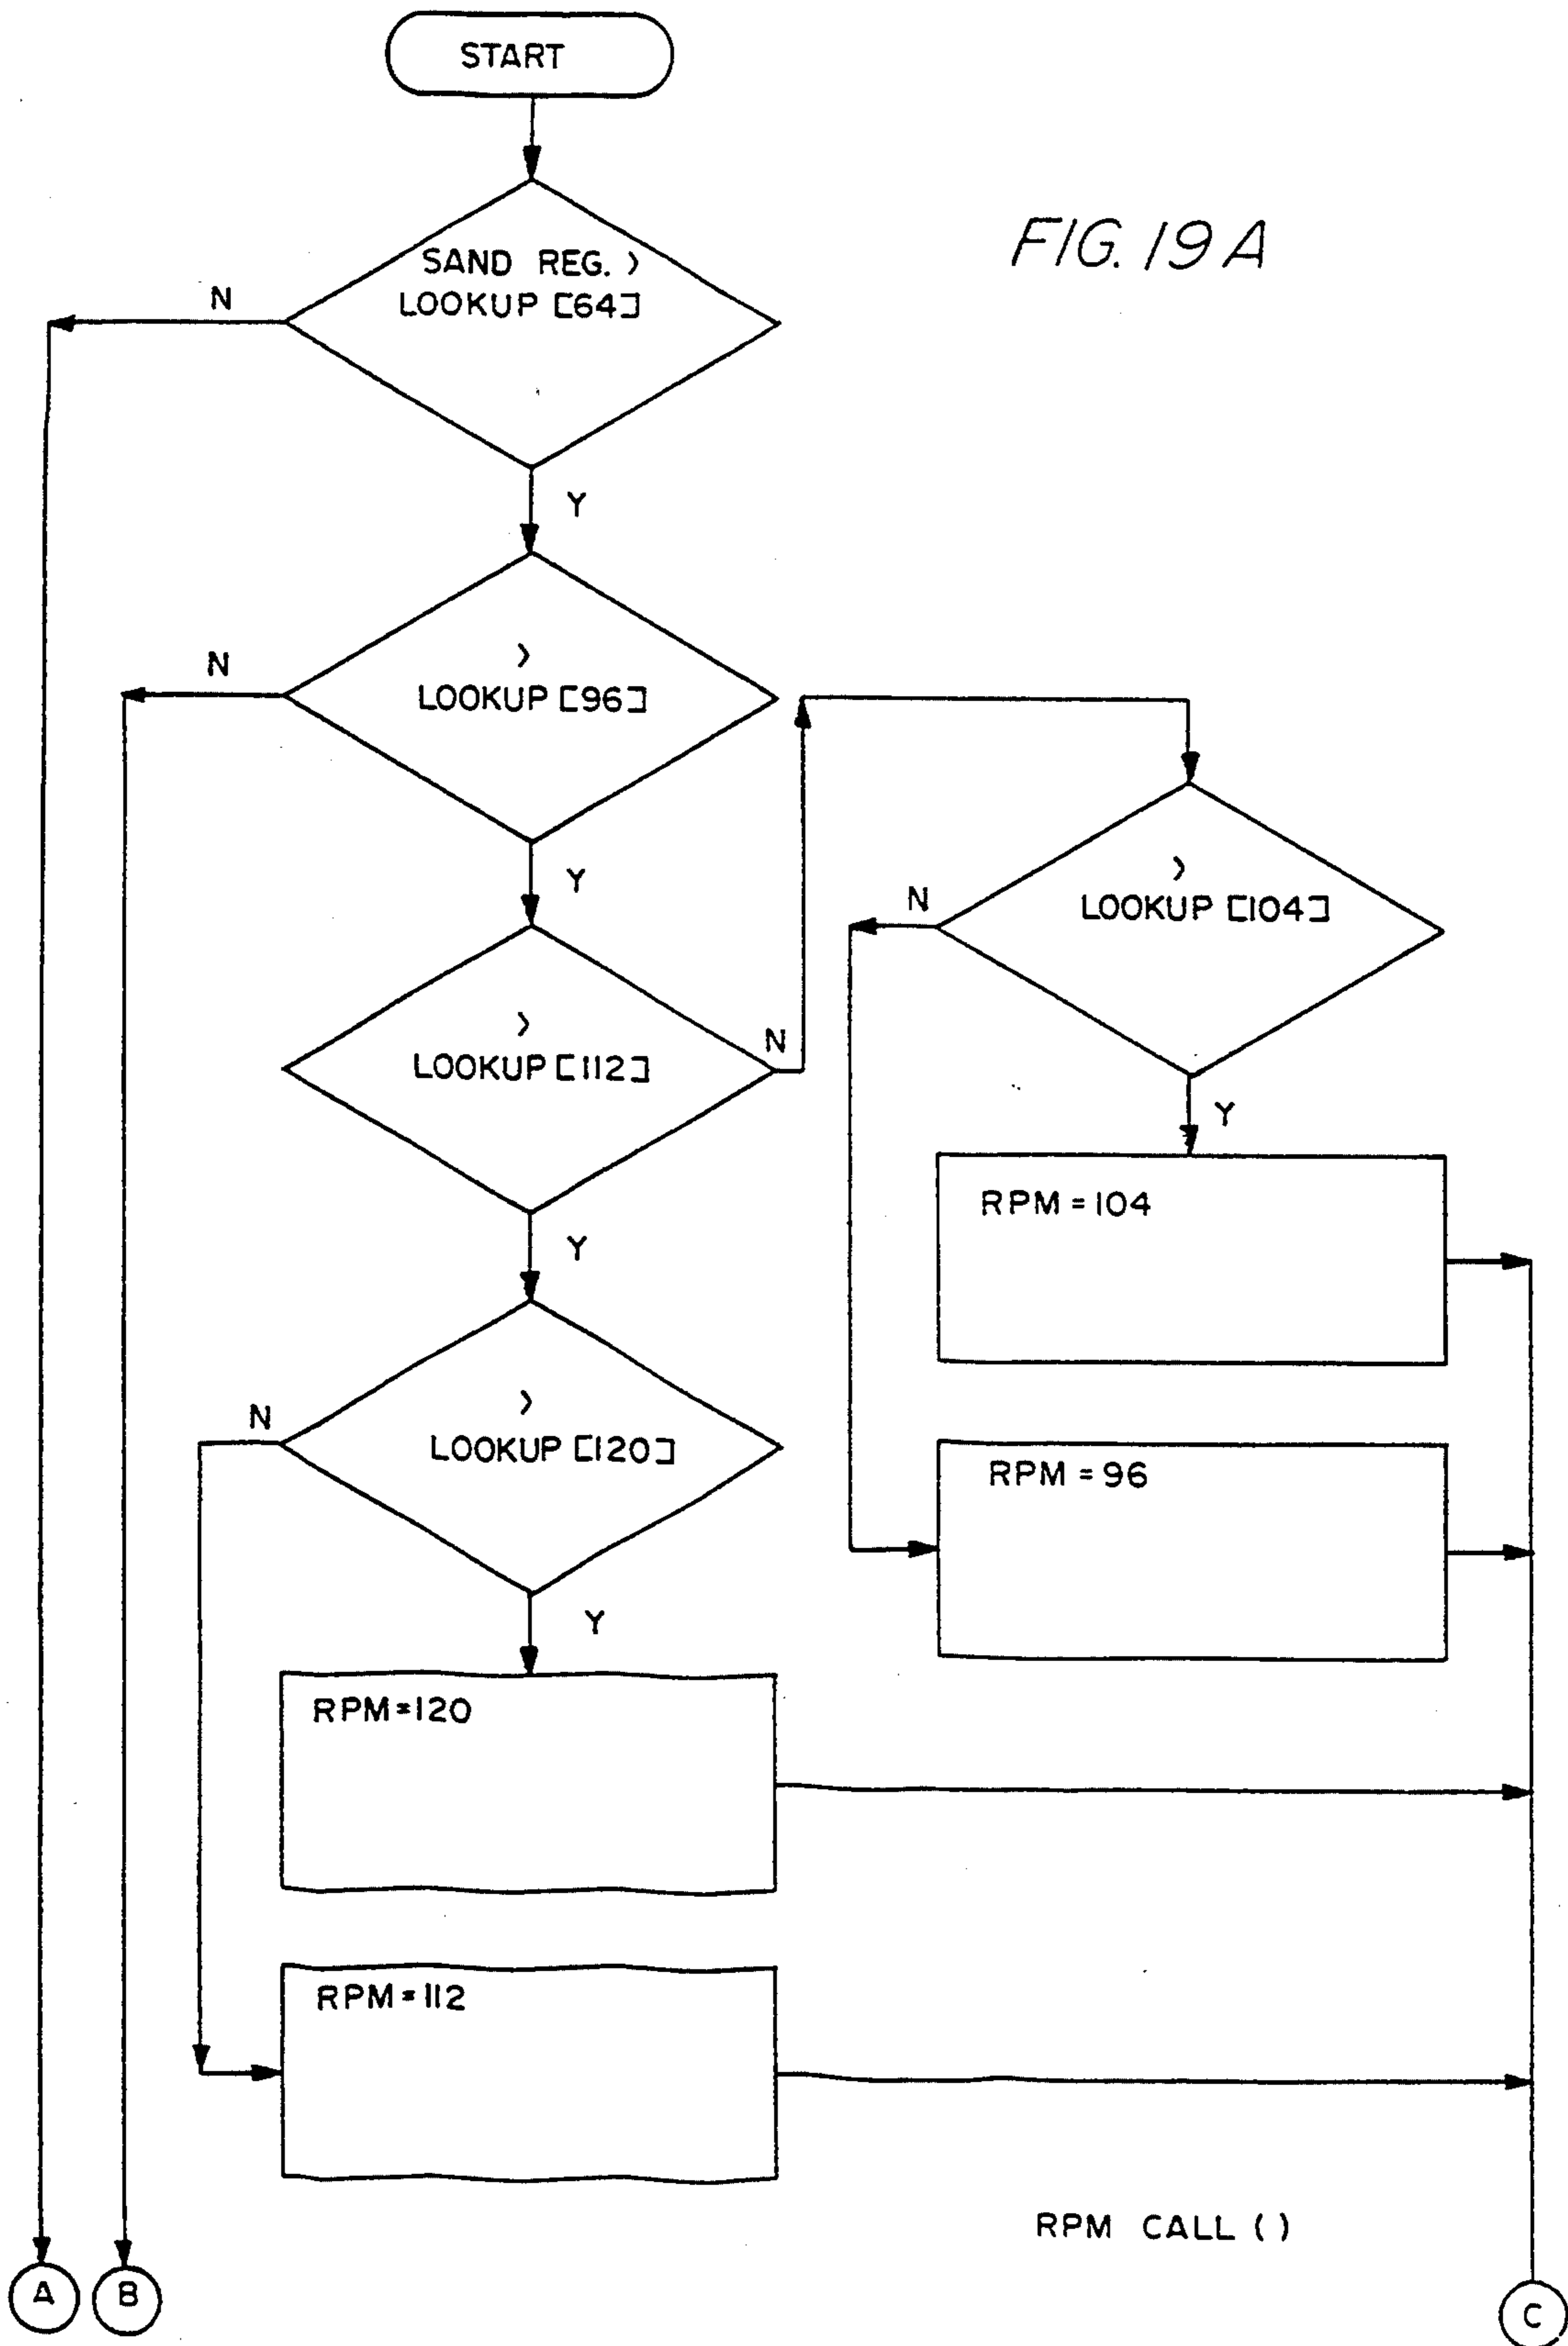 START
FIG. 19A
SAND REG. >
LOOKUP [64]
N
Y
>
LOOKUP [96]
N
Y
>
LOOKUP [104]
N
Y
>
LOOKUP [112]
N
Y
RPM = 104
>
LOOKUP [120]
N
Y
RPM = 96
RPM=120
RPM=112
RPM CALL ( )
A
B
C